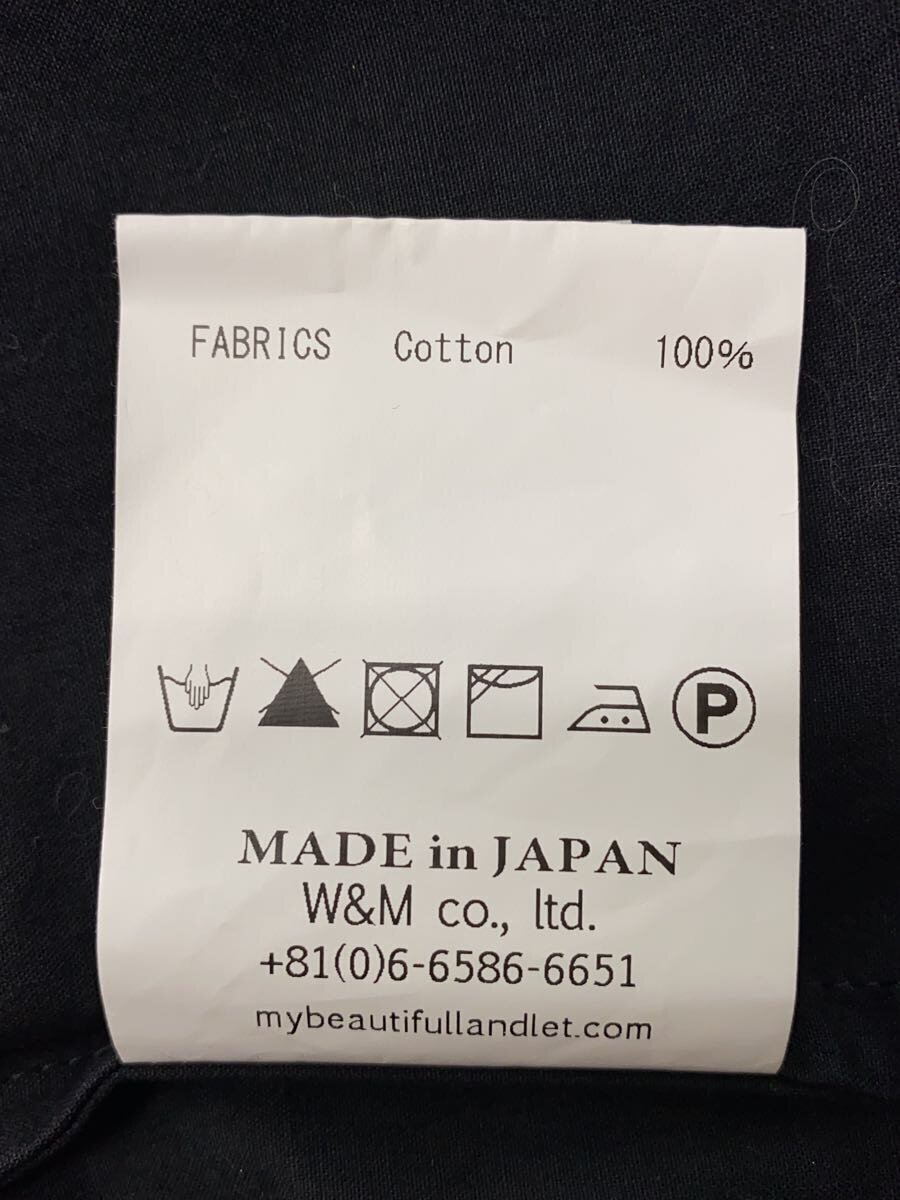 FABRICS Cotton 100%
P
MADE in JAPAN
W&M co., ltd.
+81(0)6-6586-6651
mybeautifullandlet.com